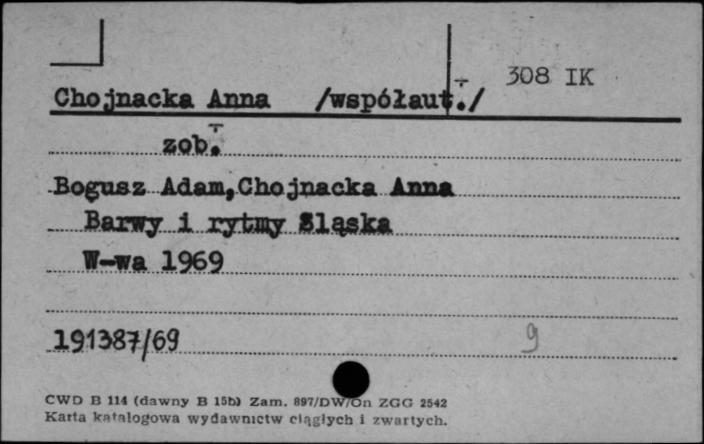 308 IK
Chojnacka Anna /współaut./
zob.
Bogusz Adam,Chojnacka Anna
Barwy i rytmy Śląska
W-wa 1969
191387/69 9
CWD B 114 (dawny B 15b) Zam. 897/DW/On ZGG 2542
Karta katalogowa wydawnictw ciągłych i zwartych.